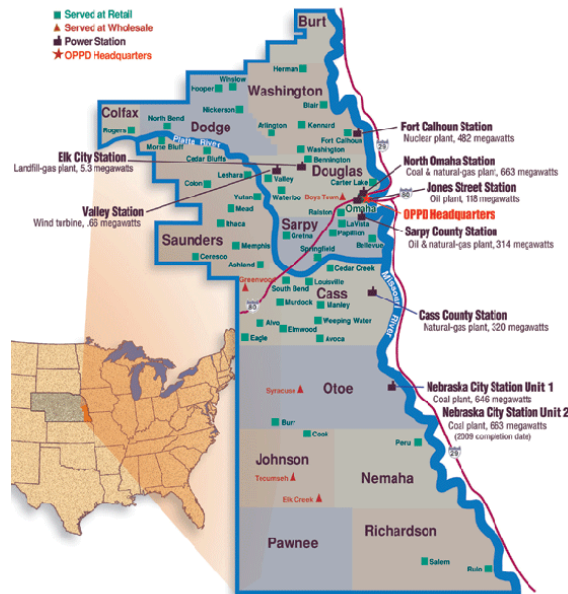 Served at Retail
Served at Wholesale
Power Station
OPPD Headquarters
Burt
Herman
Winslow
Hooper
Washington
Blair
Nickerson
Colfax
Rogers
North Bend
Dodge
Arlington
Kennard
Fort Calhoun
Morse Bluff
Platte River
Cedar Bluffs
Washington
Bennington
29
Fort Calhoun Station
Nuclear plant, 482 megawatts
Elk City Station
Landfill-gas plant, 5.3 megawatts
North Omaha Station
Coal & natural-gas plant, 663 megawatts
Douglas
Leshara
Valley
Carter Lake
Colon
Yutan
Waterloo
Boys Town
Omaha
80
Jones Street Station
Oil plant, 118 megawatts
OPPD Headquarters
Valley Station
Wind turbine, .66 megawatts
Mead
Ralston
LaVista
Sarpy County Station
Oil & natural-gas plant, 314 megawatts
Ithaca
Sarpy
Gretna
Papillion
Bellevue
Saunders
Memphis
Springfield
Ceresco
Ashland
Cedar Creek
Greenwood
South Bend
Louisville
Cass
Missouri River
80
Murdock
Manley
Cass County Station
Natural-gas plant, 320 megawatts
Alvo
Weeping Water
Elmwood
Eagle
Avoca
Otoe
Syracuse
Nebraska City Station Unit 1
Coal plant, 646 megawatts
Nebraska City Station Unit 2
Coal plant, 663 megawatts
(2009 completion date)
Burr
Cook
Peru
29
Johnson
Tecumseh
Nemaha
Elk Creek
Pawnee
Richardson
Salem